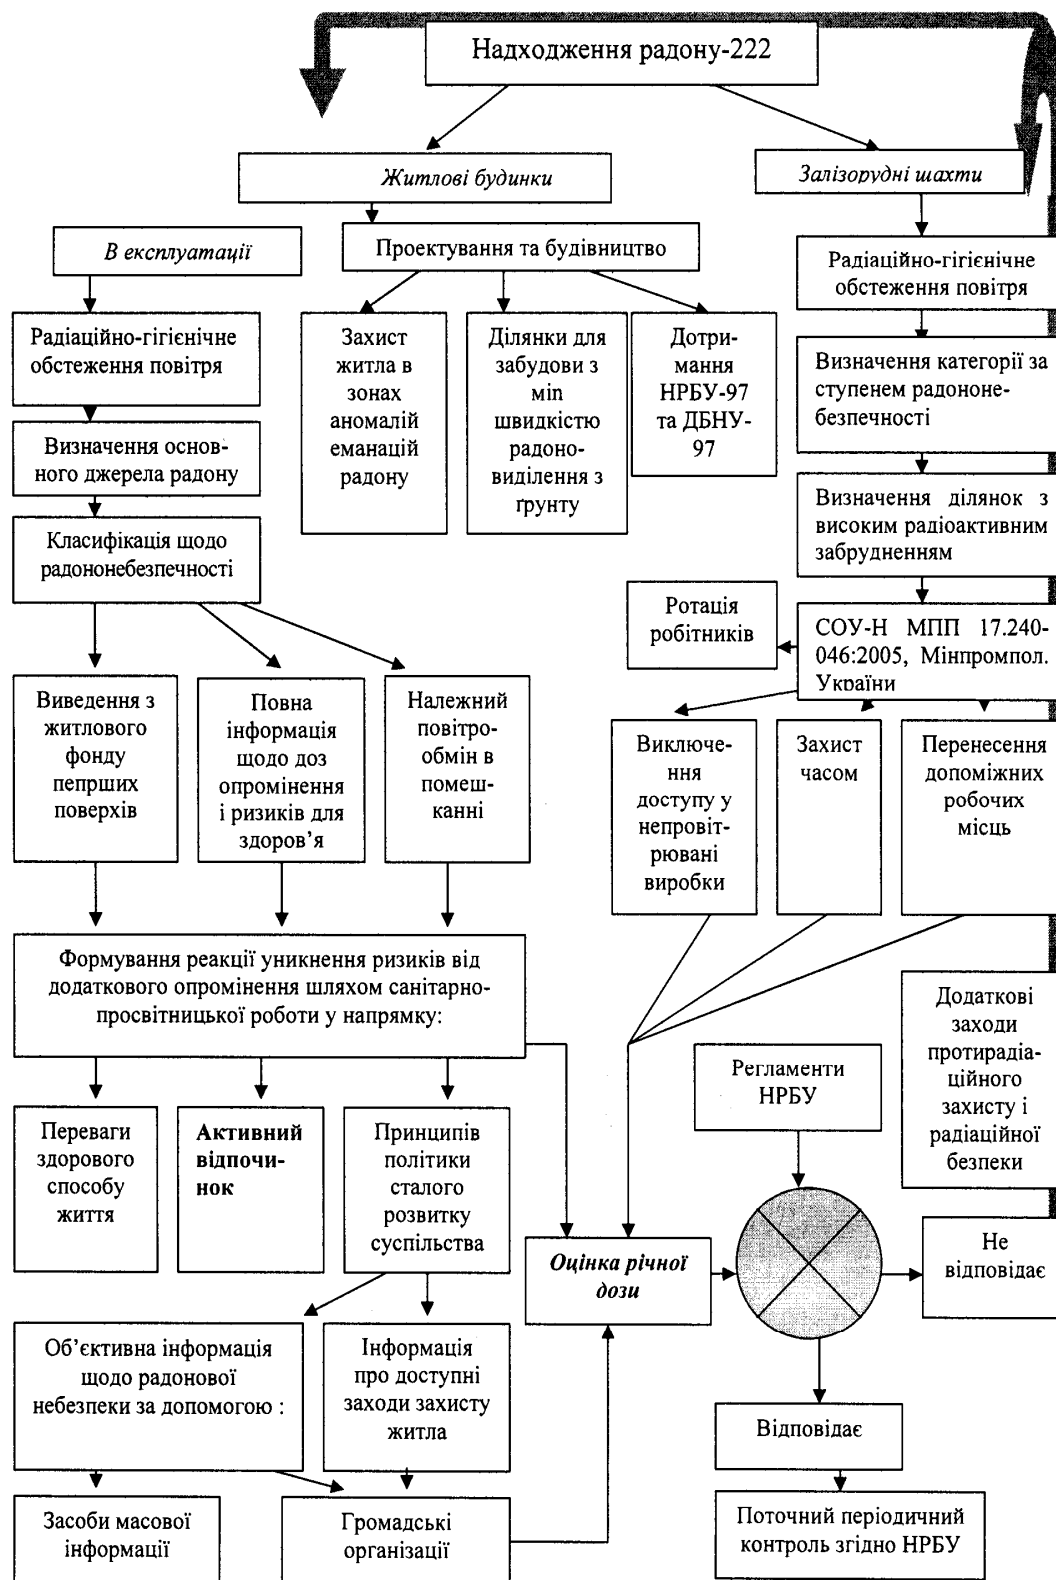 Надходження радону-222
Житлові будинки
Залізорудні шахти
В експлуатації
Проектування та будівництво
Радіаційно-гігієнічне
обстеження повітря
Радіаційно-гігієнічне
обстеження повітря
Захист
житла в
зонах
аномалій
еманацій
радону
Ділянки для
забудови з
min
швидкістю
радоно-
виділення з
ґрунту
Дотри-
мання
НРБУ-97
та ДБНУ-
97
Визначення категорії за
ступенем радононе-
безпечності
Визначення основ-
ного джерела радону
Визначення ділянок з
високим радіоактивним
забрудненням
Класифікація щодо
радононебезпечності
Ротація
робітників
СОУ-Н МПП 17.240-
046:2005, Мінпромпол.
України
Виведення з
житлового
фонду
пепрших
поверхів
Повна
інформація
щодо доз
опромінення
і ризиків для
здоров’я
Належний
повітро-
обмін в
помеш-
канні
Виключе-
ння
доступу у
непровіт-
рювані
виробки
Захист
часом
Перенесення
допоміжних
робочих
місць
Формування реакції уникнення ризиків від
додаткового опромінення шляхом санітарно-
просвітницької роботи у напрямку:
Додаткові
заходи
протирадіа-
ційного
захисту і
радіаційної
безпеки
Регламенти
НРБУ
Переваги
здорового
способу
життя
Активний
відпочи-
нок
Принципів
політики
сталого
розвитку
суспільства
Оцінка річної
дози
Не
відповідає
Об’єктивна інформація
щодо радонова
небезпеки за допомогою :
Інформація
про доступні
заходи захисту
житла
Відповідає
Засоби масової
інформації
Громадські
організації
Поточний періодичний
контроль згідно НРБУ